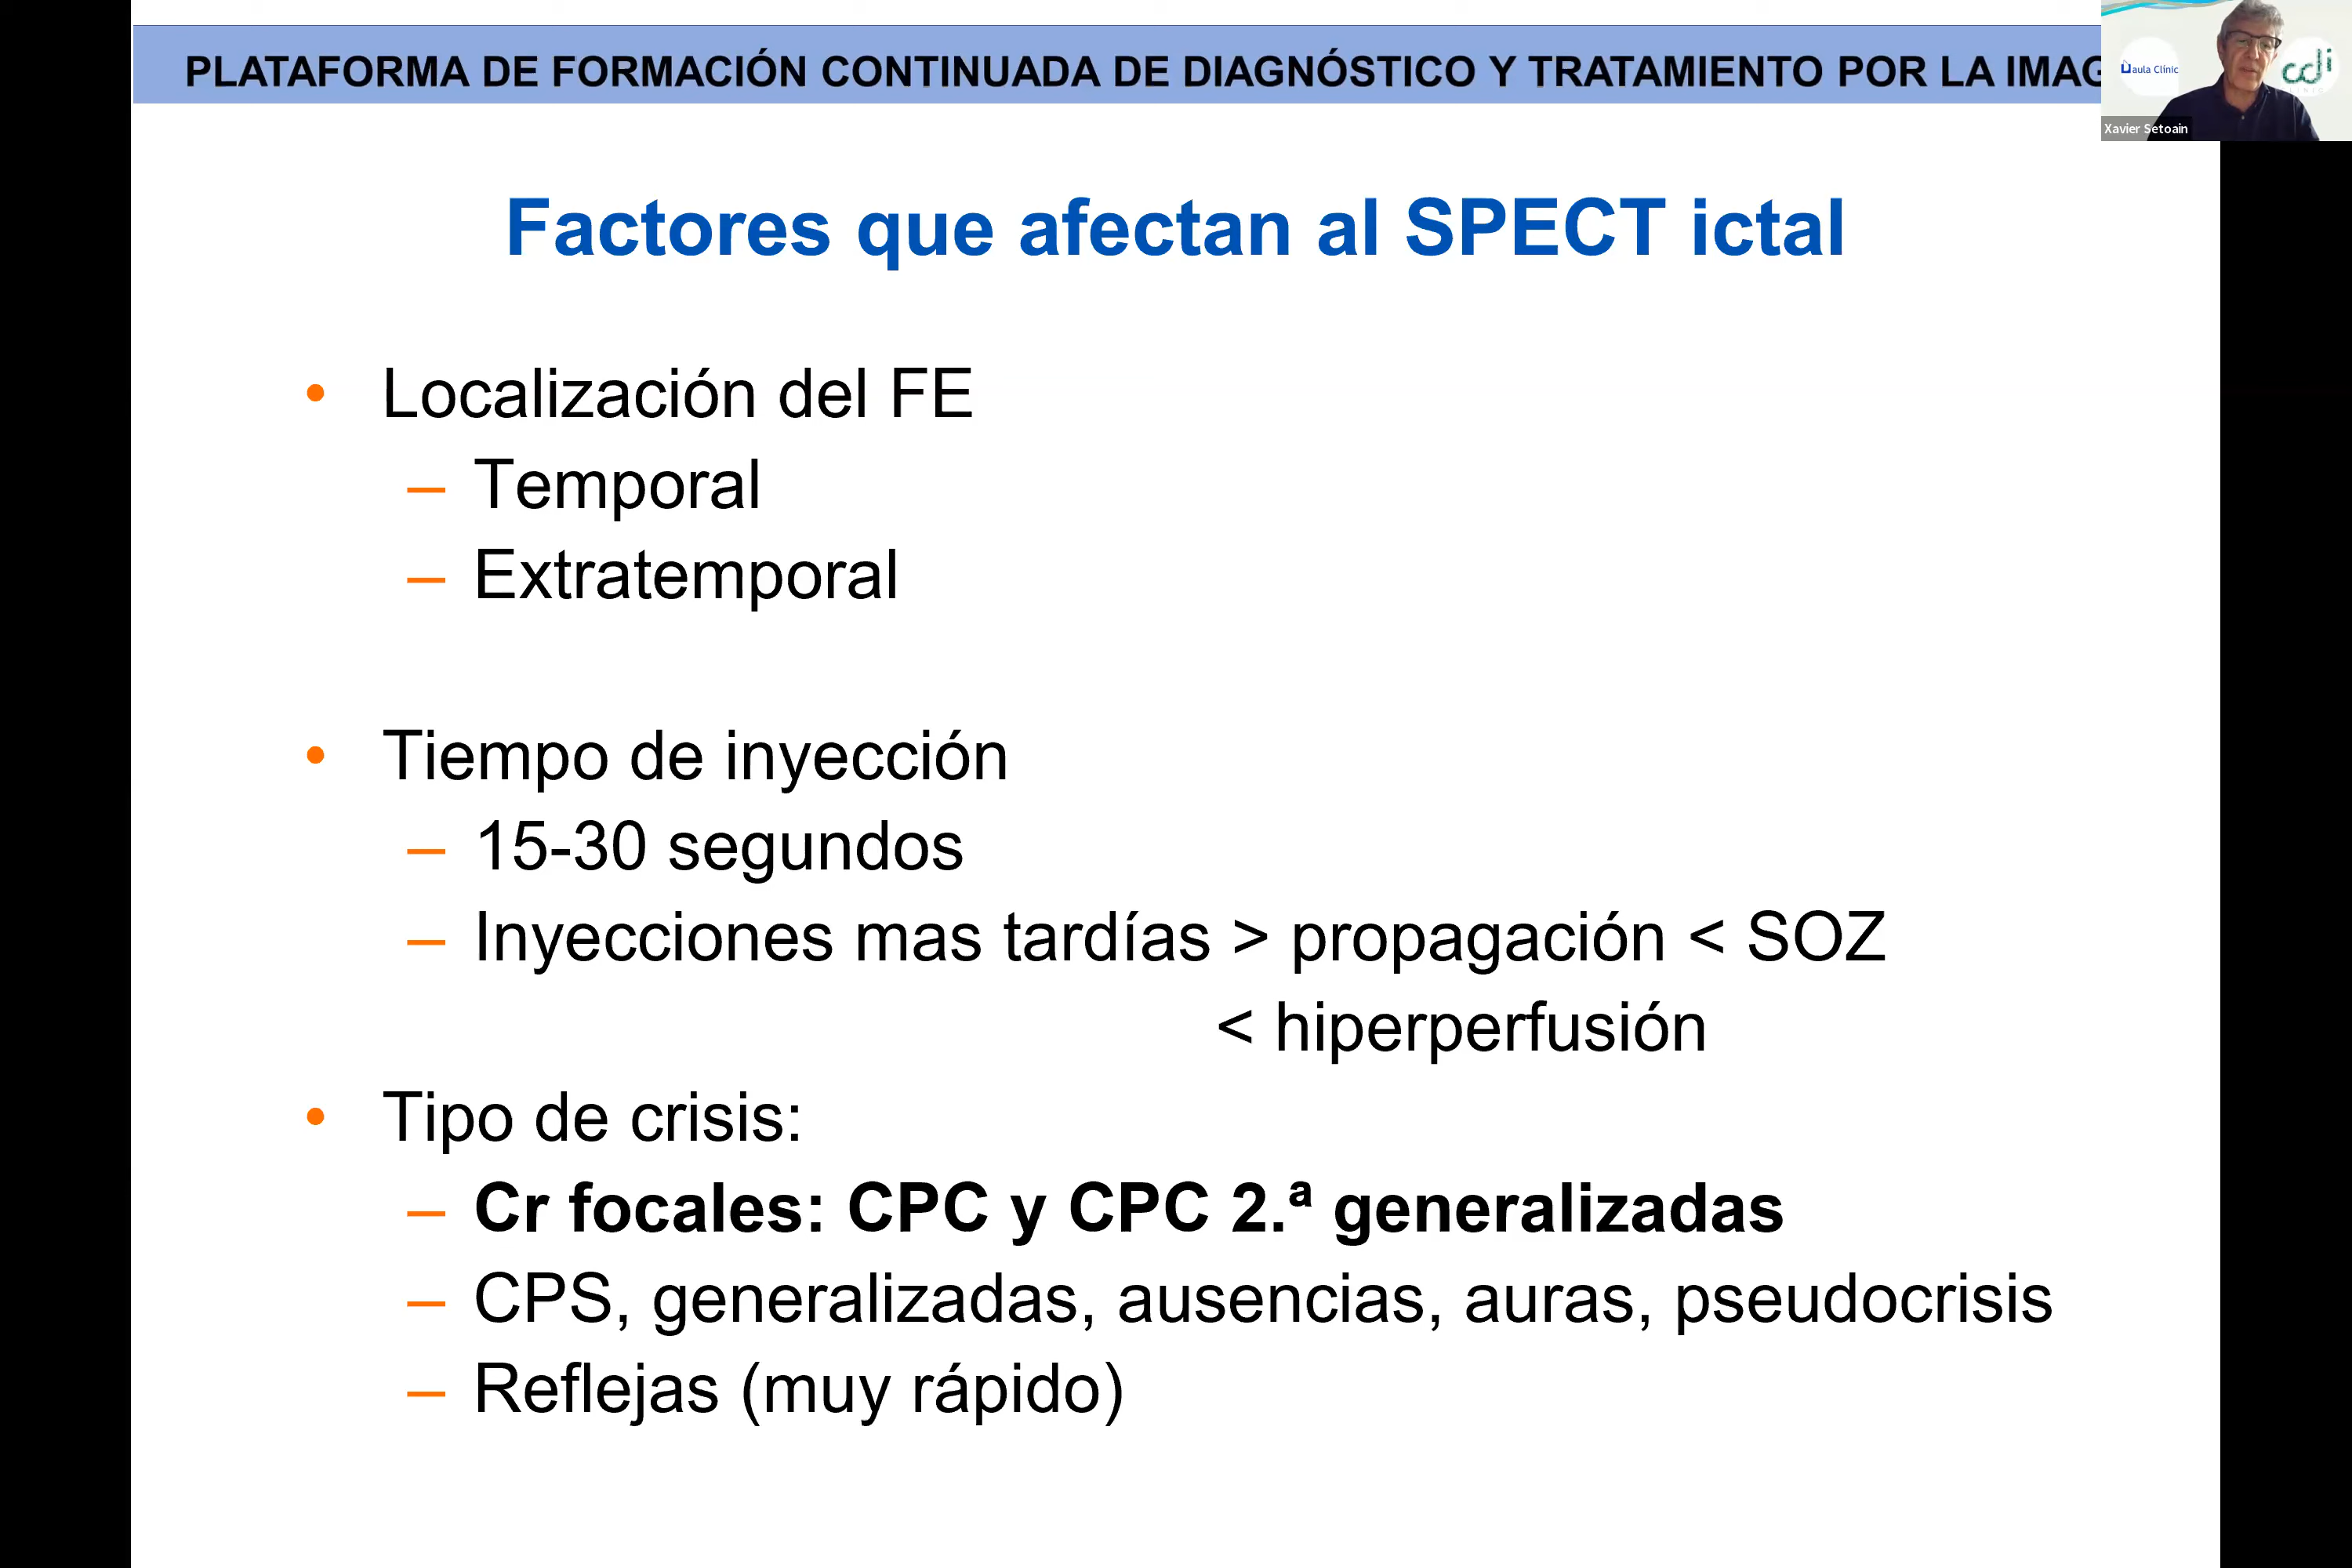 PLATAFORMA DE FORMACIÓN CONTINUADA DE DIAGNÓSTICO Y TRATAMIENTO POR LA IMAG
aula Clínic
cdi
Xavier Setoain
Factores que afectan al SPECT ictal
• Localización del FE
– Temporal
– Extratemporal
• Tiempo de inyección
– 15-30 segundos
– Inyecciones mas tardías > propagación < SOZ
< hiperperfusión
• Tipo de crisis:
– Cr focales: CPC y CPC 2.ª generalizadas
– CPS, generalizadas, ausencias, auras, pseudocrisis
– Reflejas (muy rápido)